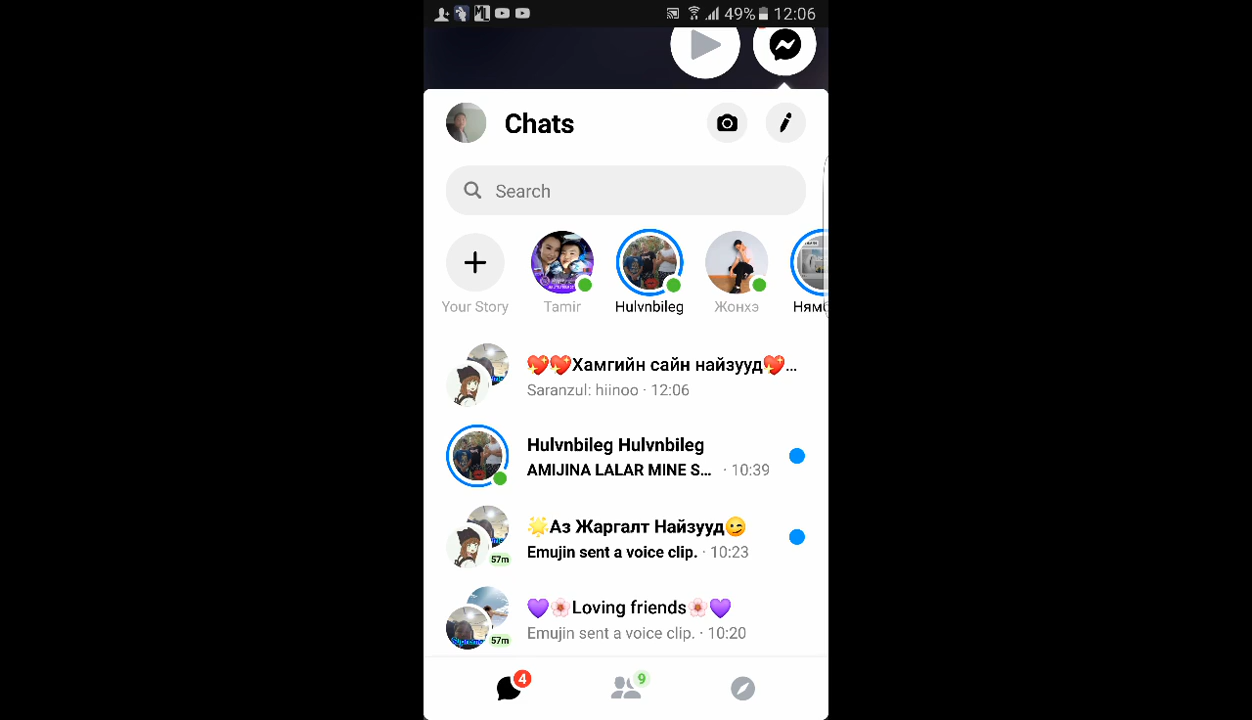 49% 12:06
Chats
Search
Your Story
Tamir
Hulvnbileg
Жонхэ
💖💖Хамгийн сайн найзууд💖...
Saranzul: hiinoo · 12:06
Hulvnbileg Hulvnbileg
AMIJINA LALAR MINE S... · 10:39
🌟Аз Жаргалт Найзууд😉
Emujin sent a voice clip. · 10:23
57m
💜🌸Loving friends🌸💜
Emujin sent a voice clip. · 10:20
57m
4
9